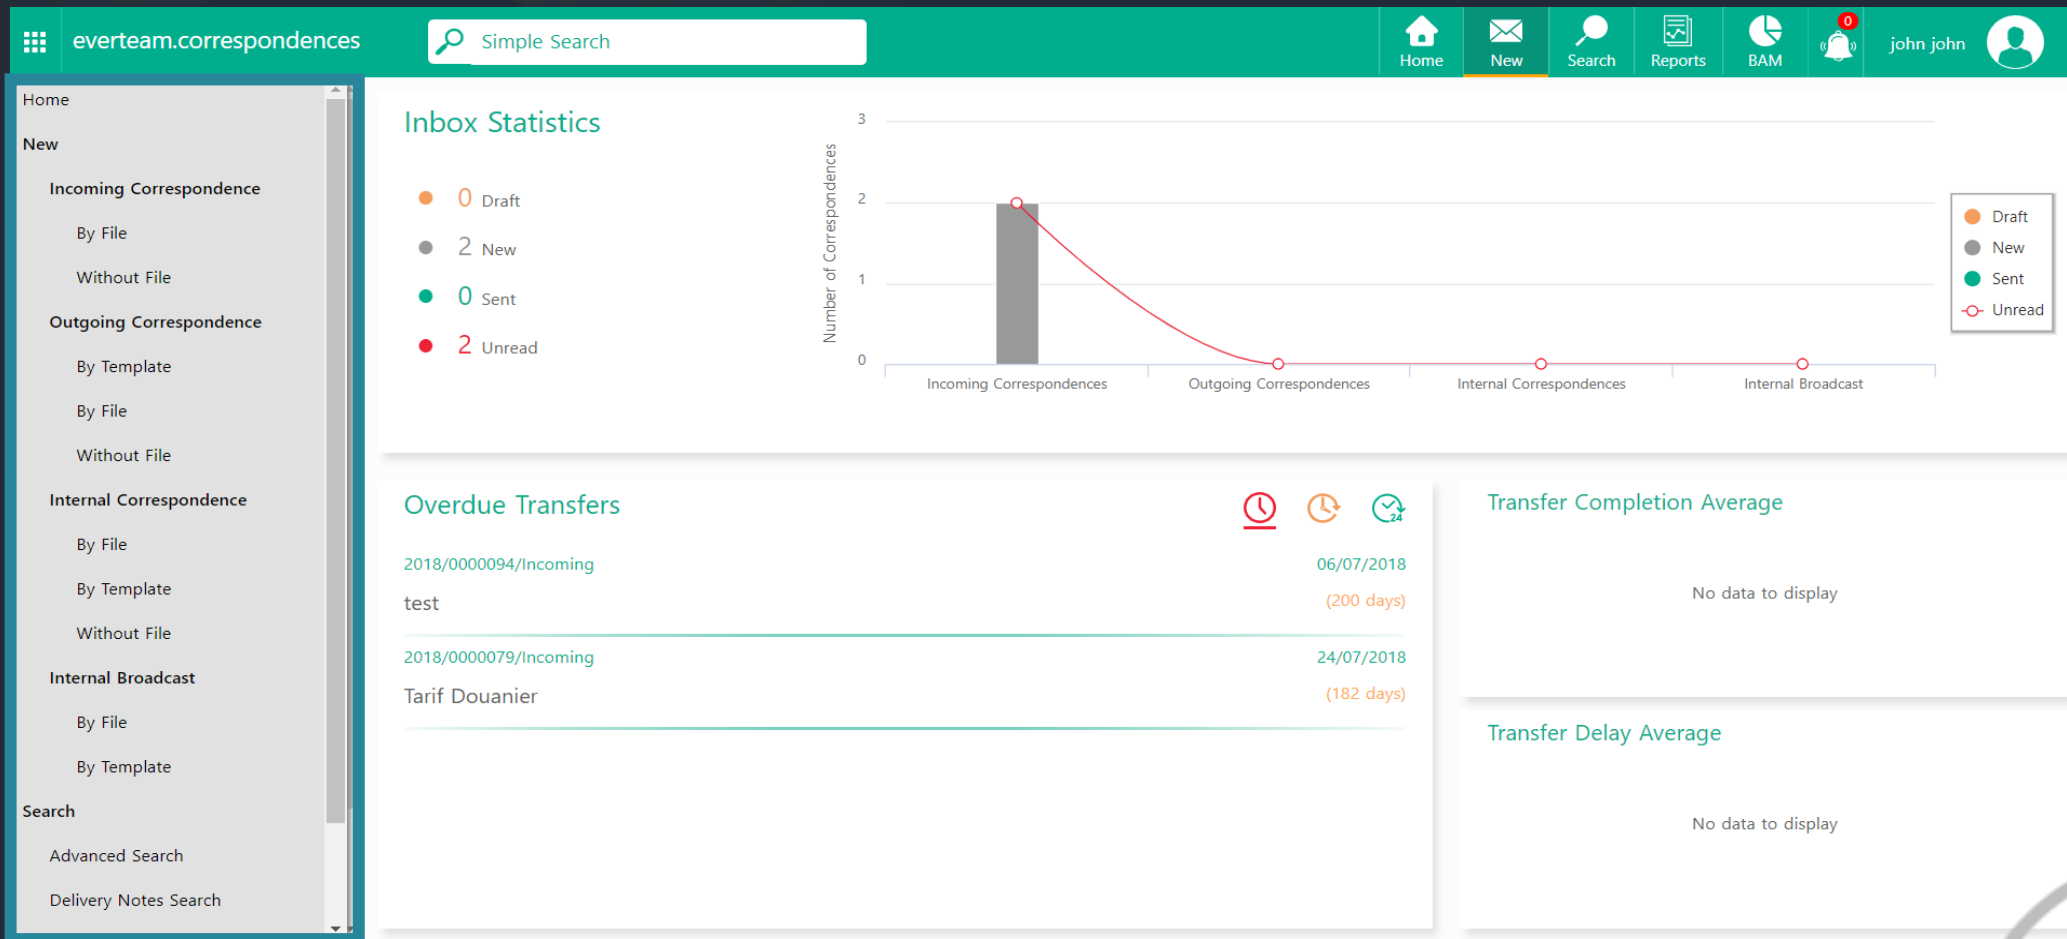 everteam.correspondences
Simple Search
Home
New
Search
Reports
BAM
0
john john
Home
New
Incoming Correspondence
By File
Without File
Outgoing Correspondence
By Template
By File
Without File
Internal Correspondence
By File
By Template
Without File
Internal Broadcast
By File
By Template
Search
Advanced Search
Delivery Notes Search
Inbox Statistics
0 Draft
2 New
0 Sent
2 Unread
Number of Correspondences
3
2
1
0
Incoming Correspondences
Outgoing Correspondences
Internal Correspondences
Internal Broadcast
Draft
New
Sent
Unread
Overdue Transfers
24
2018/0000094/Incoming 06/07/2018
test (200 days)
2018/0000079/Incoming 24/07/2018
Tarif Douanier (182 days)
Transfer Completion Average
No data to display
Transfer Delay Average
No data to display